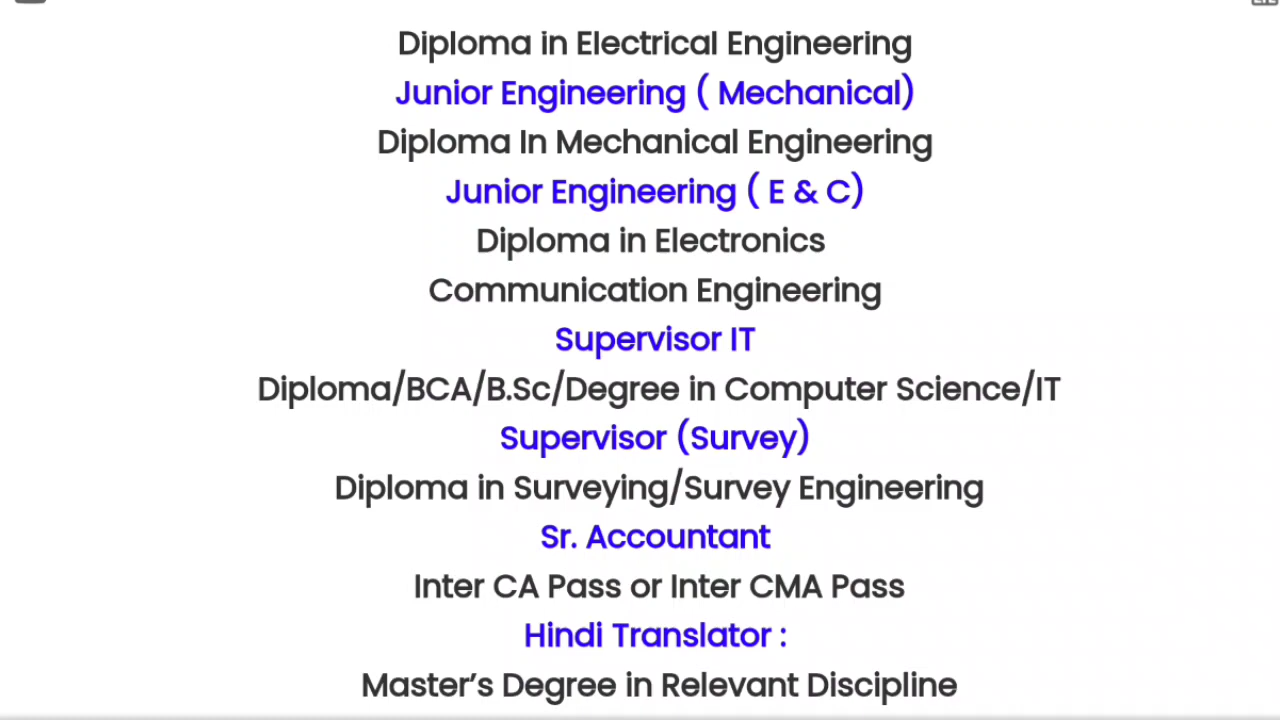 Diploma in Electrical Engineering
Junior Engineering ( Mechanical)
Diploma In Mechanical Engineering
Junior Engineering ( E & C)
Diploma in Electronics
Communication Engineering
Supervisor IT
Diploma/BCA/B.Sc/Degree in Computer Science/IT
Supervisor (Survey)
Diploma in Surveying/Survey Engineering
Sr. Accountant
Inter CA Pass or Inter CMA Pass
Hindi Translator :
Master’s Degree in Relevant Discipline